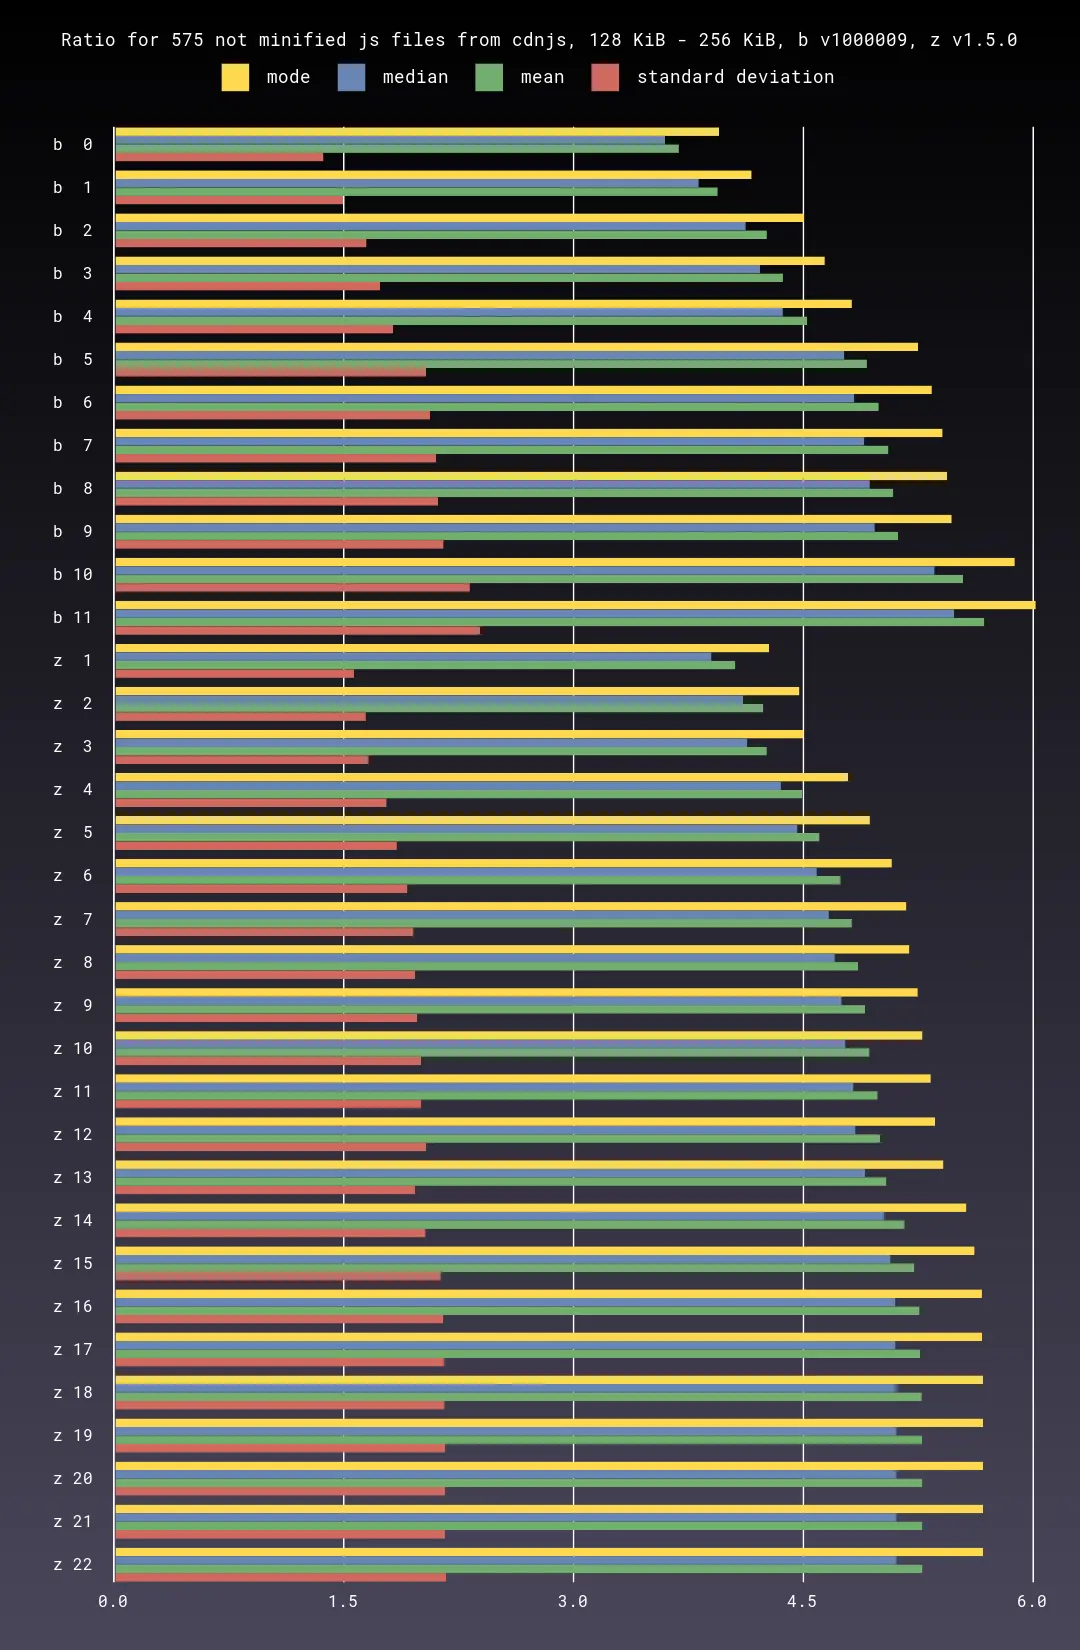 Ratio for 575 not minified js files from cdnjs, 128 KiB - 256 KiB, b v1000009, z v1.5.0
mode median mean standard deviation
b 0
b 1
b 2
b 3
b 4
b 5
b 6
b 7
b 8
b 9
b 10
b 11
z 1
z 2
z 3
z 4
z 5
z 6
z 7
z 8
z 9
z 10
z 11
z 12
z 13
z 14
z 15
z 16
z 17
z 18
z 19
z 20
z 21
z 22
0.0 1.5 3.0 4.5 6.0